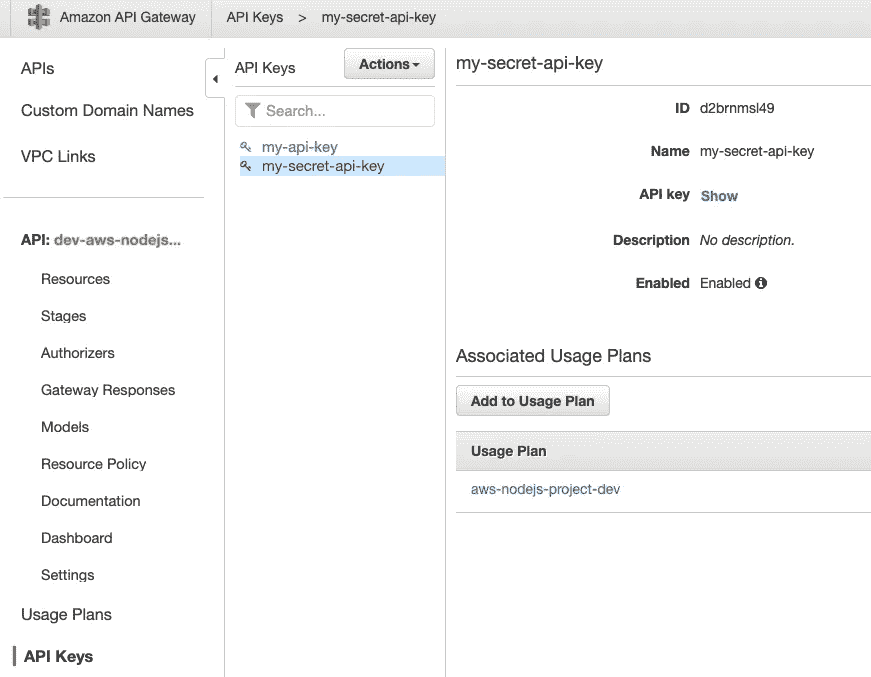 Amazon API Gateway
API Keys > my-secret-api-key
APIs
Custom Domain Names
VPC Links
API: dev-aws-nodejs...
Resources
Stages
Authorizers
Gateway Responses
Models
Resource Policy
Documentation
Dashboard
Settings
Usage Plans
API Keys
API Keys
Actions
Search...
my-api-key
my-secret-api-key
my-secret-api-key
ID d2brnmsl49
Name my-secret-api-key
API key Show
Description No description.
Enabled Enabled
Associated Usage Plans
Add to Usage Plan
Usage Plan
aws-nodejs-project-dev